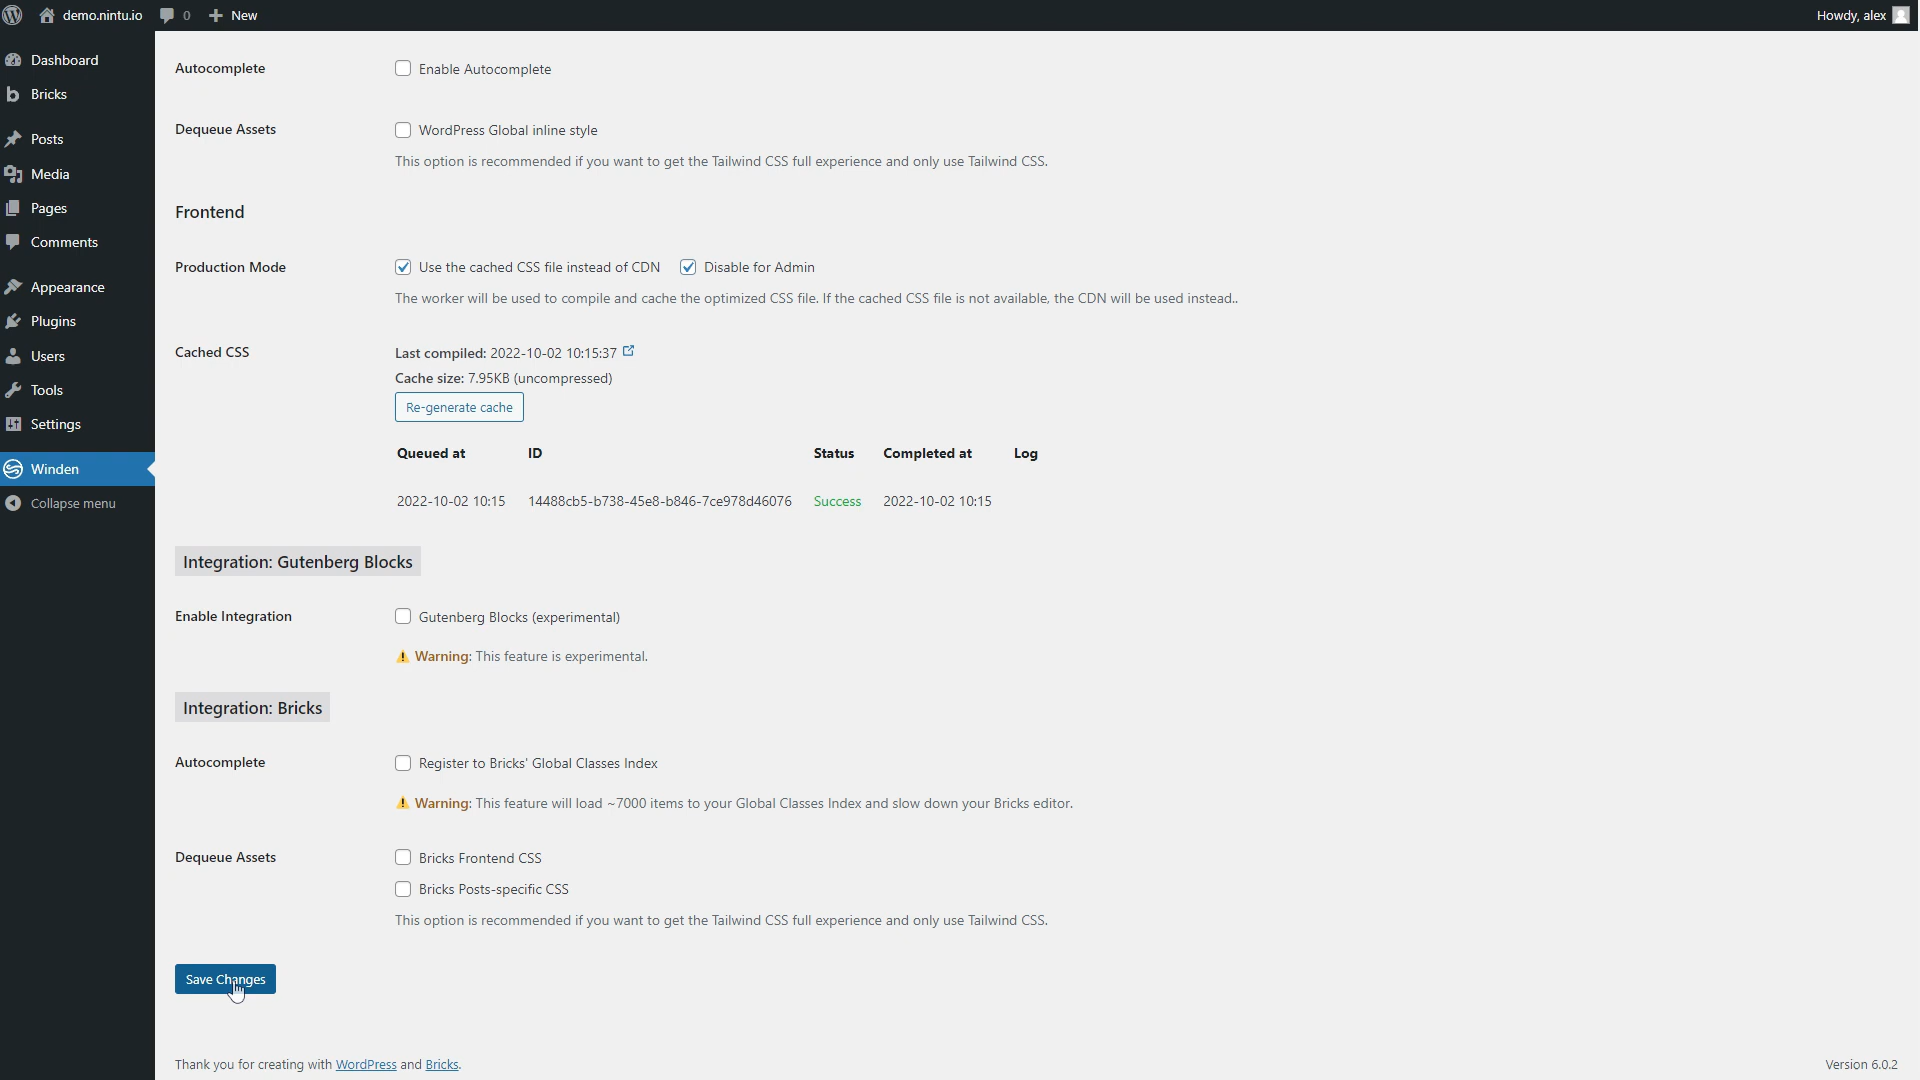 demo.nintu.io 0 New Howdy, alex
Dashboard
Bricks
Posts
Media
Pages
Comments
Appearance
Plugins
Users
Tools
Settings
Winden
Collapse menu
Autocomplete Enable Autocomplete
Dequeue Assets WordPress Global inline style
This option is recommended if you want to get the Tailwind CSS full experience and only use Tailwind CSS.
Frontend
Production Mode Use the cached CSS file instead of CDN Disable for Admin
The worker will be used to compile and cache the optimized CSS file. If the cached CSS file is not available, the CDN will be used instead..
Cached CSS Last compiled: 2022-10-02 10:15:37
Cache size: 7.95KB (uncompressed)
Re-generate cache
Queued at ID Status Completed at Log
2022-10-02 10:15 14488cb5-b738-45e8-b846-7ce978d46076 Success 2022-10-02 10:15
Integration: Gutenberg Blocks
Enable Integration Gutenberg Blocks (experimental)
Warning: This feature is experimental.
Integration: Bricks
Autocomplete Register to Bricks' Global Classes Index
Warning: This feature will load ~7000 items to your Global Classes Index and slow down your Bricks editor.
Dequeue Assets Bricks Frontend CSS
Bricks Posts-specific CSS
This option is recommended if you want to get the Tailwind CSS full experience and only use Tailwind CSS.
Save Changes
Thank you for creating with WordPress and Bricks. Version 6.0.2